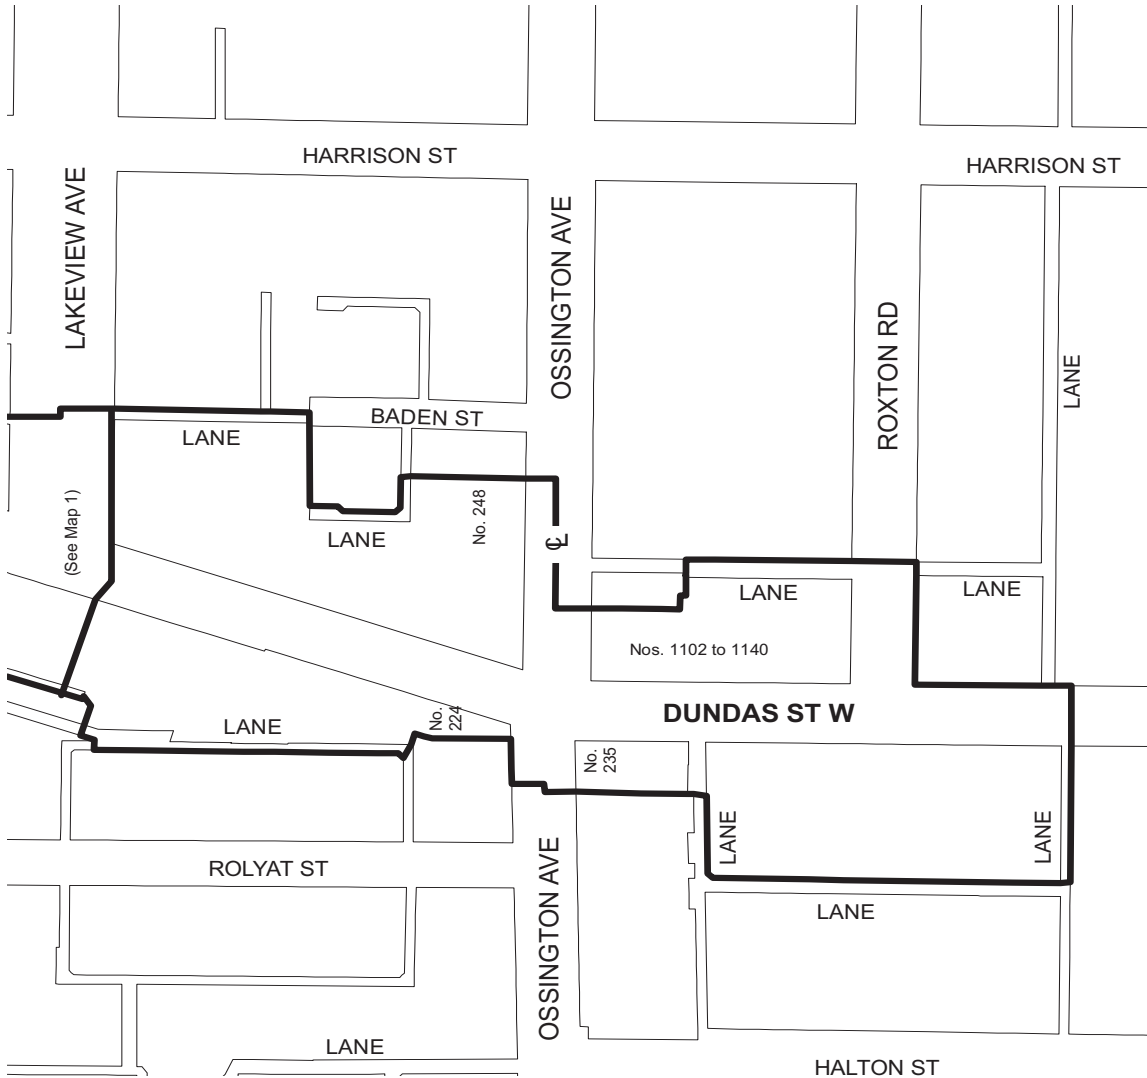 HARRISON ST
HARRISON ST
LAKEVIEW AVE
OSSINGTON AVE
ROXTON RD
LANE
BADEN ST
LANE
(See Map 1)
No. 248
LANE
CL
LANE
LANE
Nos. 1102 to 1140
DUNDAS ST W
No.
224
LANE
No.
235
LANE
LANE
ROLYAT ST
OSSINGTON AVE
LANE
LANE
HALTON ST